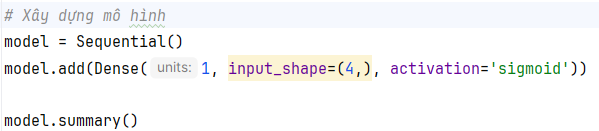 # Xây dựng mô hình
model = Sequential()
model.add(Dense( units: 1, input_shape=(4,), activation='sigmoid'))
model.summary()